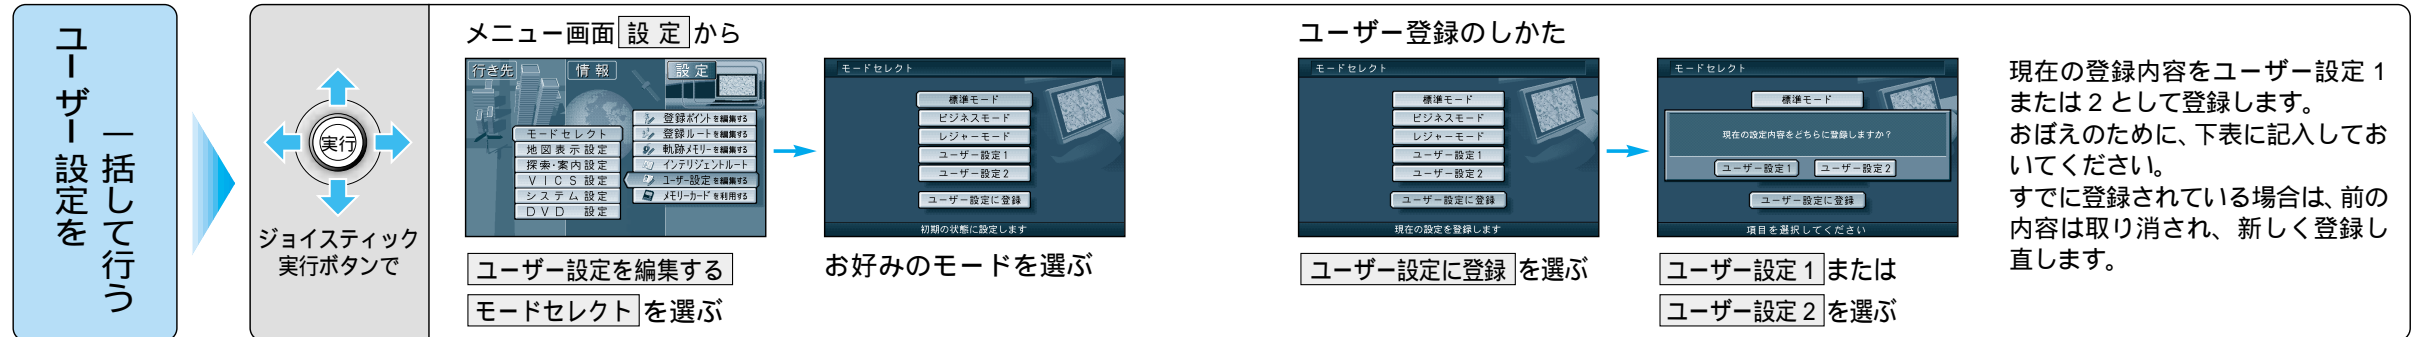 ユーザー設定を
一括して行う
実行
ジョイスティック
実行ボタンで
メニュー画面 設 定 から
行き先 情 報 設 定
登録ポイントを編集する
登録ルートを編集する
軌跡メモリーを編集する
インテリジェントルート
ユーザー設定を編集する
メモリーカードを利用する
モードセレクト
地図表示設定
探索・案内設定
ＶＩＣＳ 設定
システム設定
ＤＶＤ 設定
ユーザー設定を編集する
モードセレクト を選ぶ
モードセレクト
標準モード
ビジネスモード
レジャーモード
ユーザー設定1
ユーザー設定2
ユーザー設定に登録
初期の状態に設定します
お好みのモードを選ぶ
ユーザー登録のしかた
モードセレクト
標準モード
ビジネスモード
レジャーモード
ユーザー設定1
ユーザー設定2
ユーザー設定に登録
現在の設定を登録します
ユーザー設定に登録 を選ぶ
モードセレクト
標準モード
現在の設定内容をどちらに登録しますか？
ユーザー設定1 ユーザー設定2
ユーザー設定に登録
項目を選択してください
ユーザー設定 1 または
ユーザー設定 2 を選ぶ
現在の登録内容をユーザー設定 1
または 2 として登録します。
おぼえのために、下表に記入してお
いてください。
すでに登録されている場合は、前の
内容は取り消され、新しく登録し
直します。